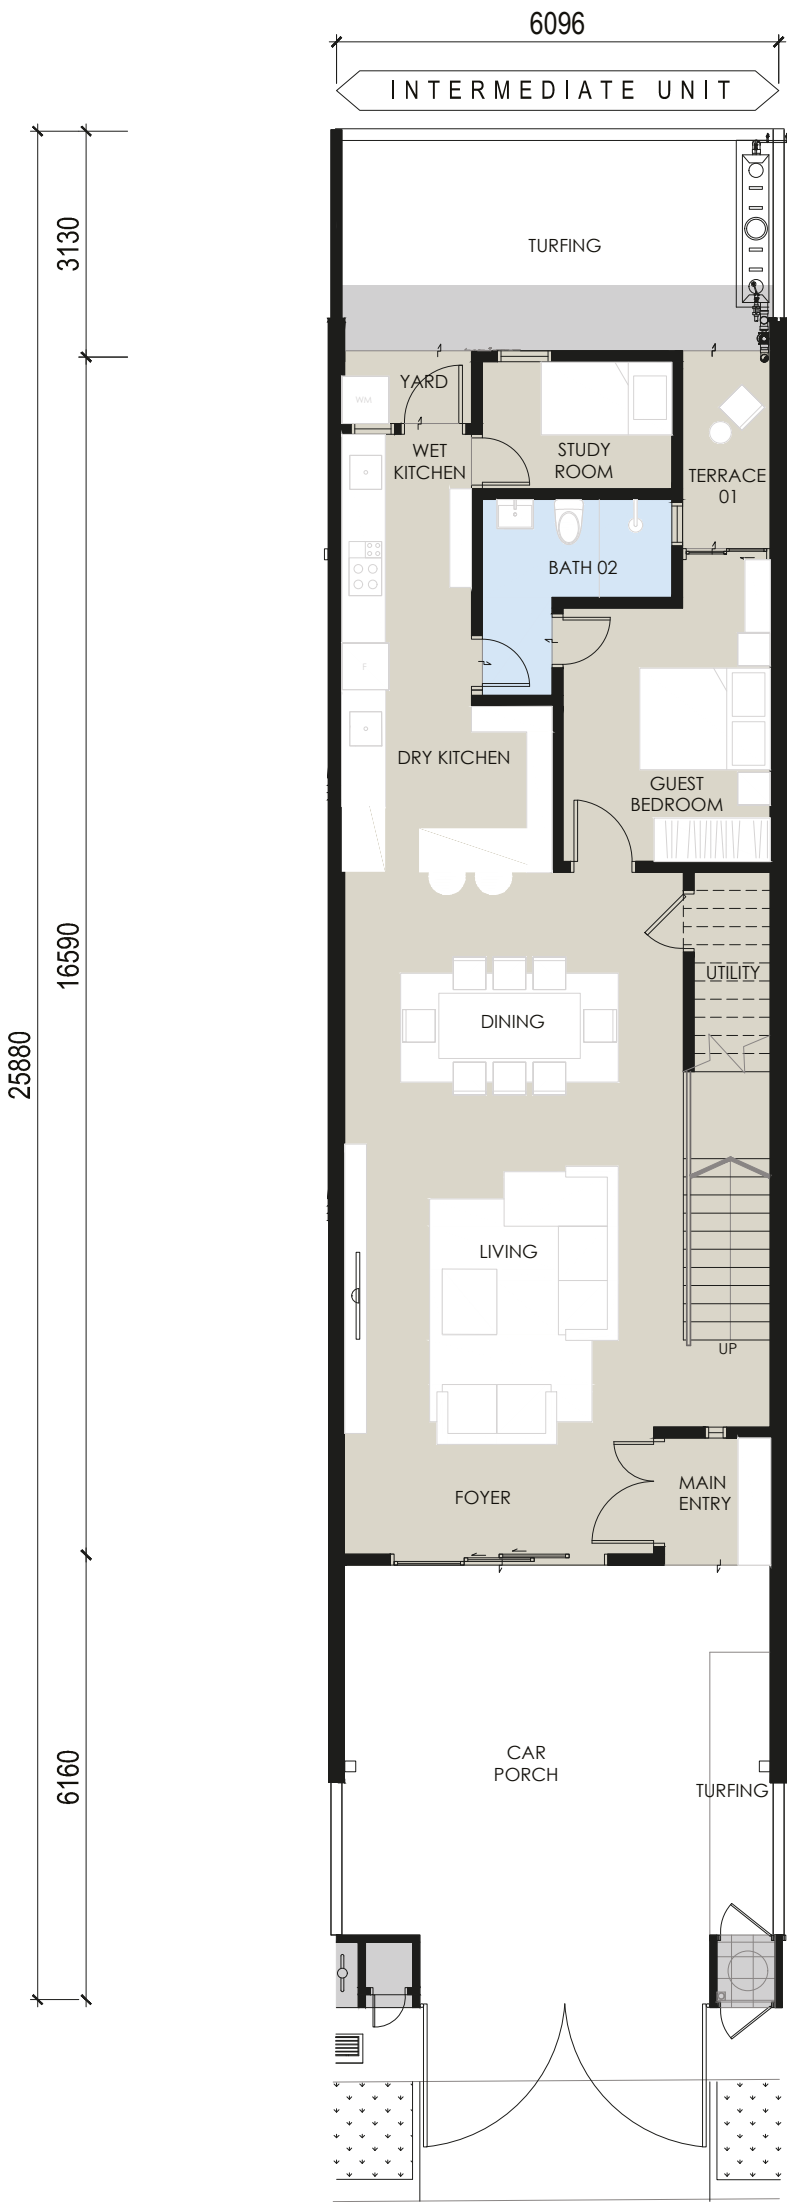 6096
INTERMEDIATE UNIT
3130
TURFING
YARD
WM
WET
KITCHEN
STUDY
ROOM
TERRACE
01
BATH 02
F
DRY KITCHEN
GUEST
BEDROOM
16590
UTILITY
DINING
25880
LIVING
UP
FOYER
MAIN
ENTRY
6160
CAR
PORCH
TURFING